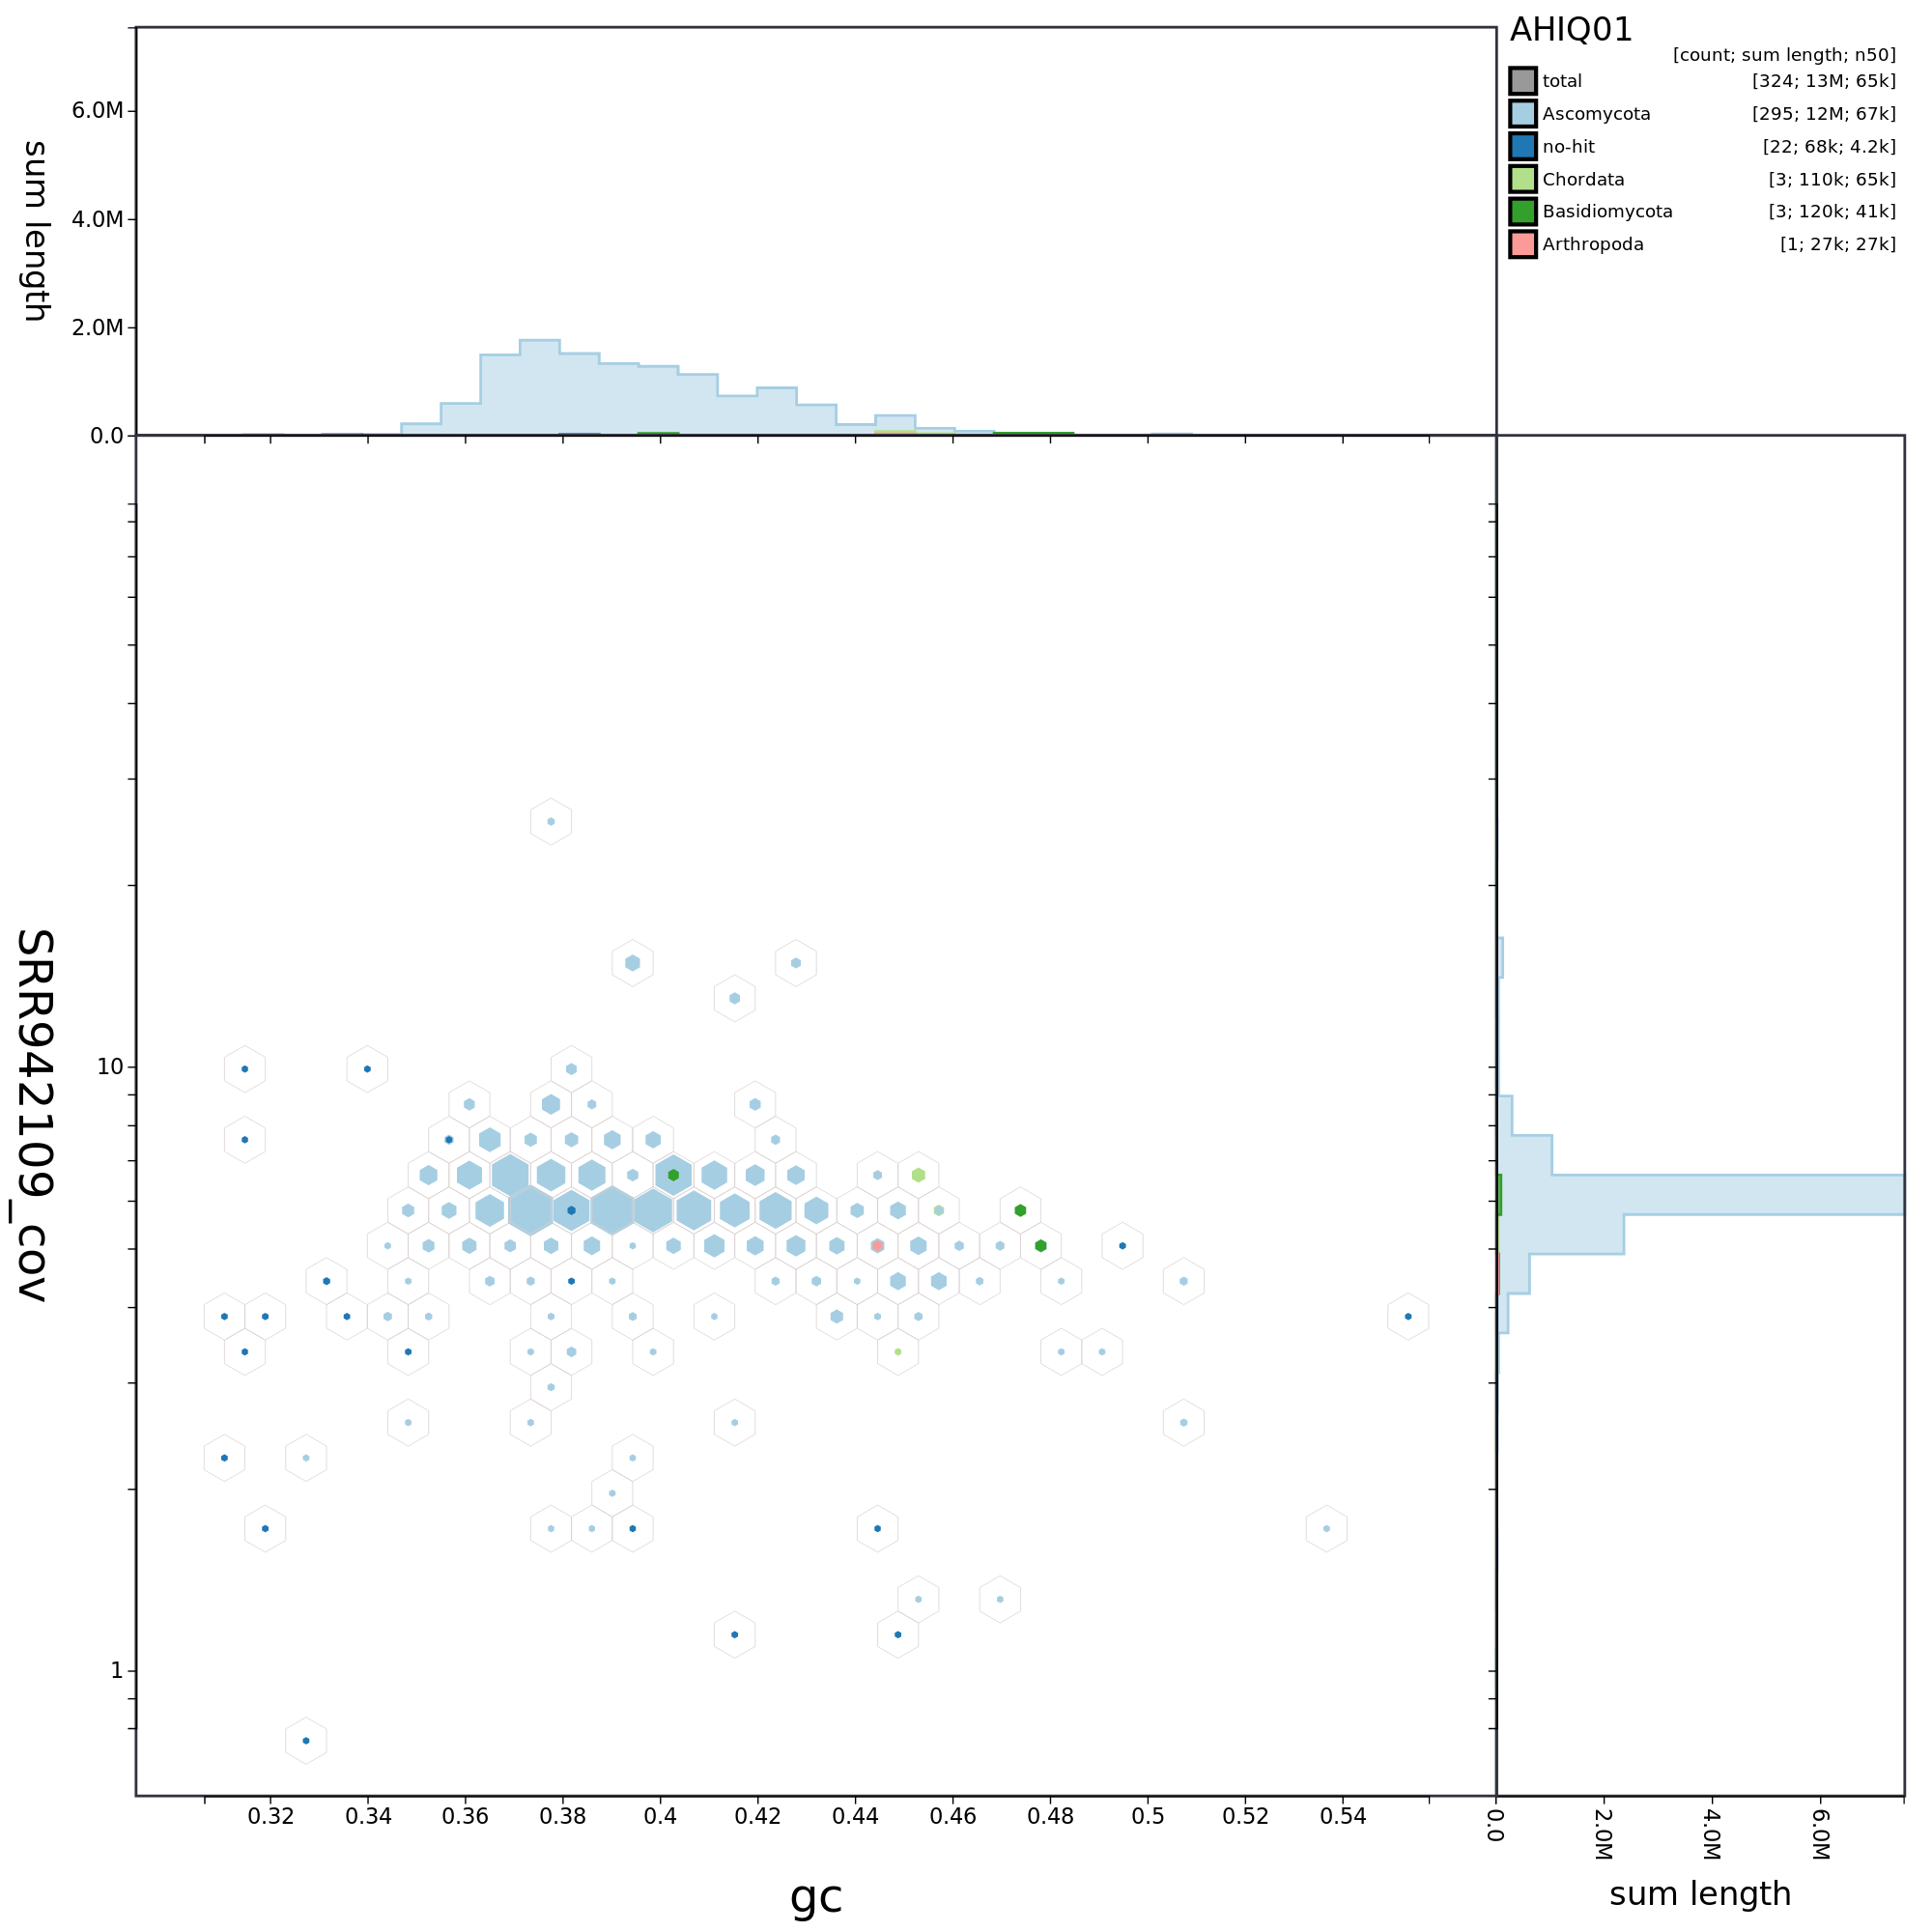 AHIQ01
[count; sum length; n50]
total [324; 13M; 65k]
Ascomycota [295; 12M; 67k]
no-hit [22; 68k; 4.2k]
Chordata [3; 110k; 65k]
Basidiomycota [3; 120k; 41k]
Arthropoda [1; 27k; 27k]
sum length
6.0M
4.0M
2.0M
0.0
SRR942109_cov
10
1
0.32 0.34 0.36 0.38 0.4 0.42 0.44 0.46 0.48 0.5 0.52 0.54
gc
0.0 2.0M 4.0M 6.0M
sum length